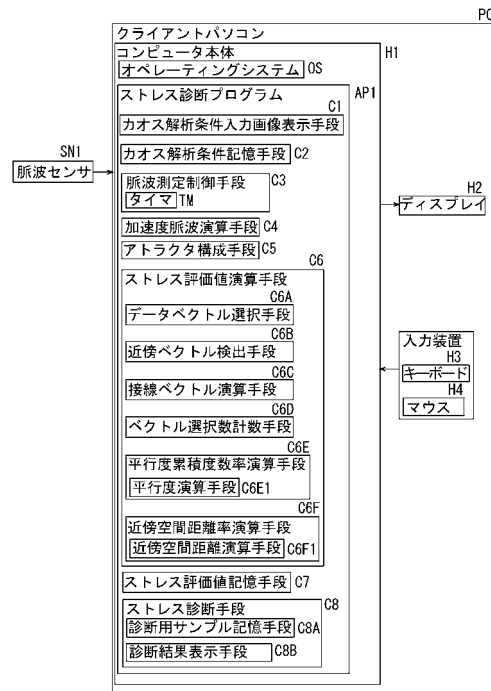 PC
クライアントパソコン
コンピュータ本体 H1
オペレーティングシステム OS
ストレス診断プログラム AP1
C1
カオス解析条件入力画像表示手段
カオス解析条件記憶手段 C2
SN1
脈波センサ
脈波測定制御手段 C3
タイマ TM
H2
ディスプレイ
加速度脈波演算手段 C4
アトラクタ構成手段 C5
C6
ストレス評価値演算手段
C6A
データベクトル選択手段
C6B
近傍ベクトル検出手段
C6C
接線ベクトル演算手段
C6D
ベクトル選択数計数手段
入力装置
H3
キーボード
H4
マウス
C6E
平行度累積度数率演算手段
平行度演算手段 C6E1
C6F
近傍空間距離率演算手段
近傍空間距離演算手段 C6F1
ストレス評価値記憶手段 C7
ストレス診断手段 C8
診断用サンプル記憶手段 C8A
診断結果表示手段 C8B